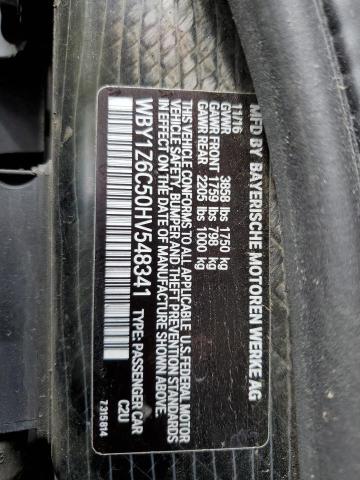 MFD BY BAYERISCHE MOTOREN WERKE AG
11/16
GVWR 3858 lbs 1750 kg
GAWR FRONT 1759 lbs 798 kg
GAWR REAR 2205 lbs 1000 kg
THIS VEHICLE CONFORMS TO ALL APPLICABLE U.S. FEDERAL MOTOR
VEHICLE SAFETY, BUMPER AND THEFT PREVENTION STANDARDS
IN EFFECT ON THE DATE OF MANUFACTURE SHOWN ABOVE.
WBY1Z6C50HV548341 TYPE: PASSENGER CAR
C2U
7315814